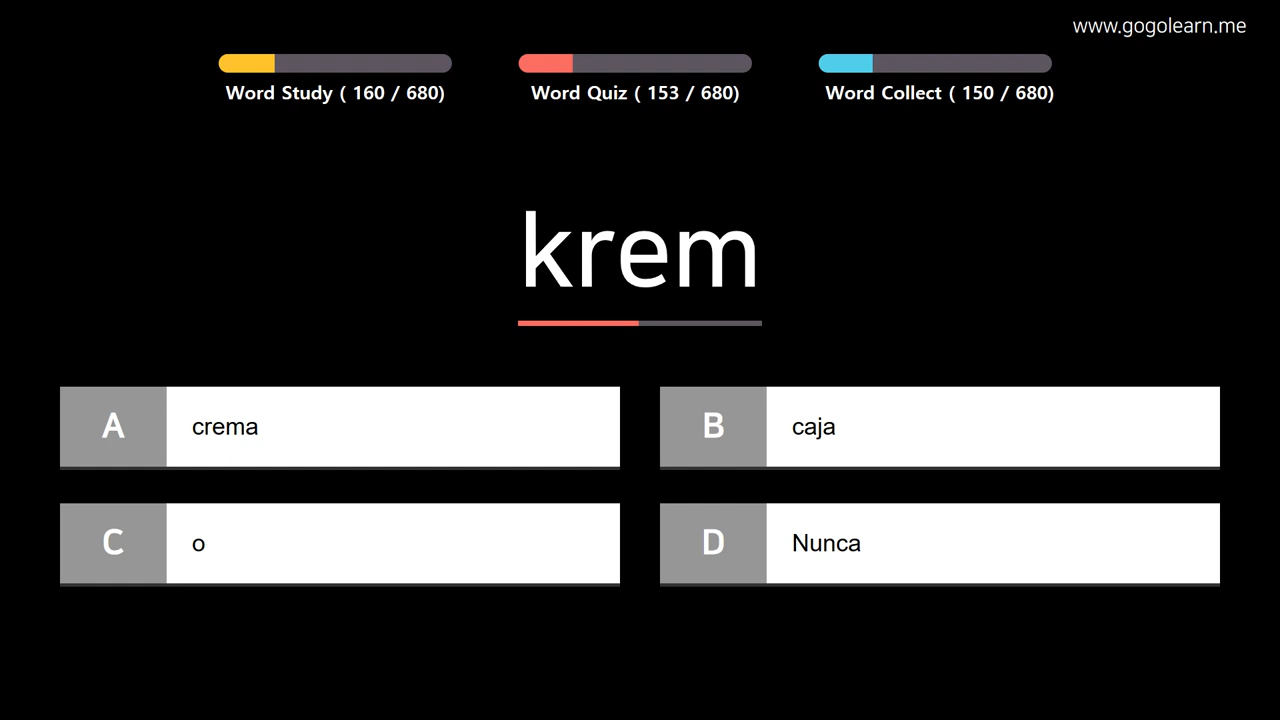 www.gogolearn.me
Word Study ( 160 / 680)
Word Quiz ( 153 / 680)
Word Collect ( 150 / 680)
krem
A crema
B caja
C o
D Nunca